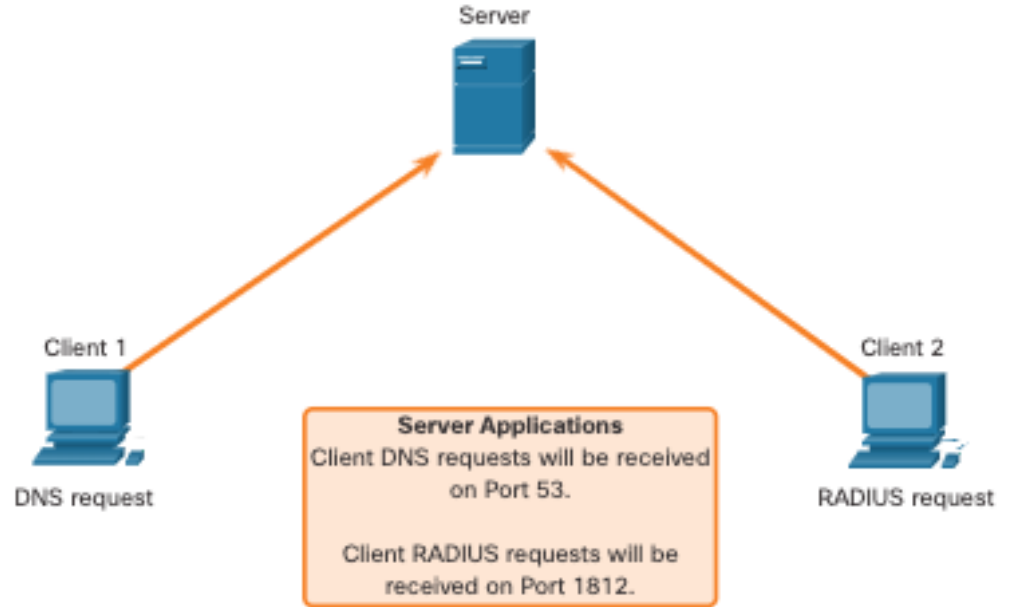 Server
Client 1
Client 2
DNS request
RADIUS request
Server Applications
Client DNS requests will be received
on Port 53.
Client RADIUS requests will be
received on Port 1812.